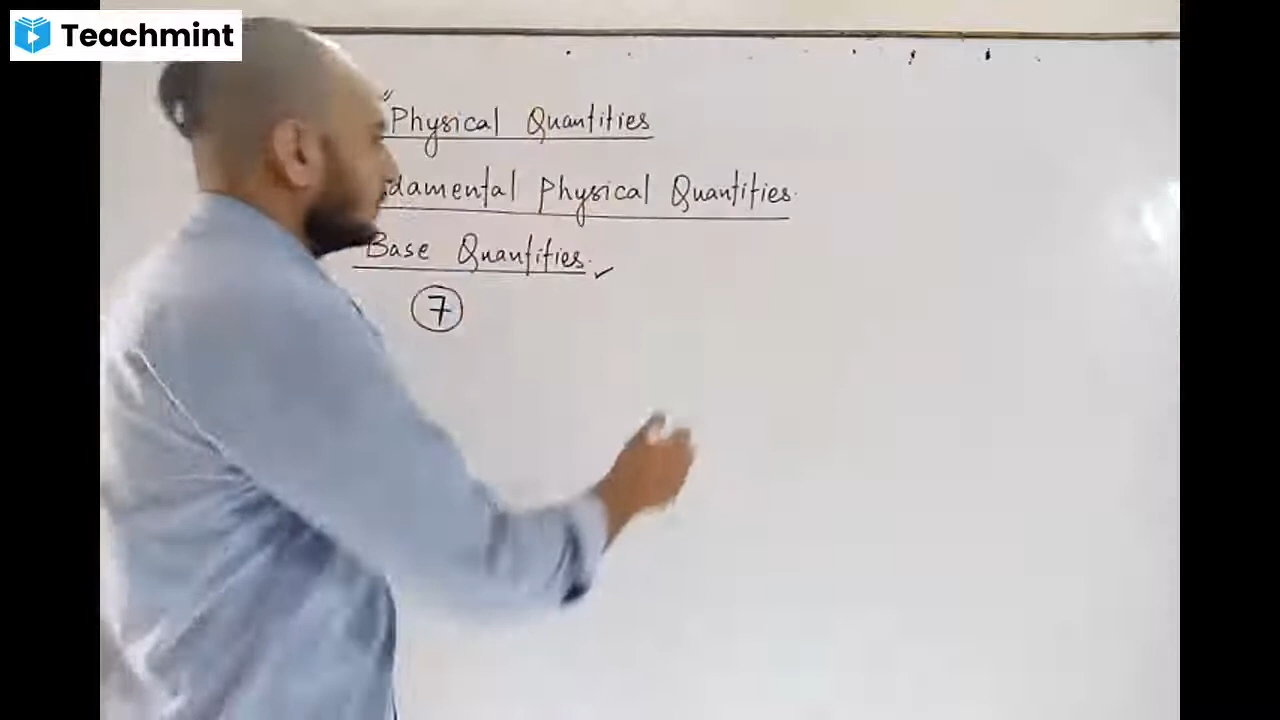 Teachmint
"Physical Quantities
damental Physical Quantities.
Base Quantities.
7